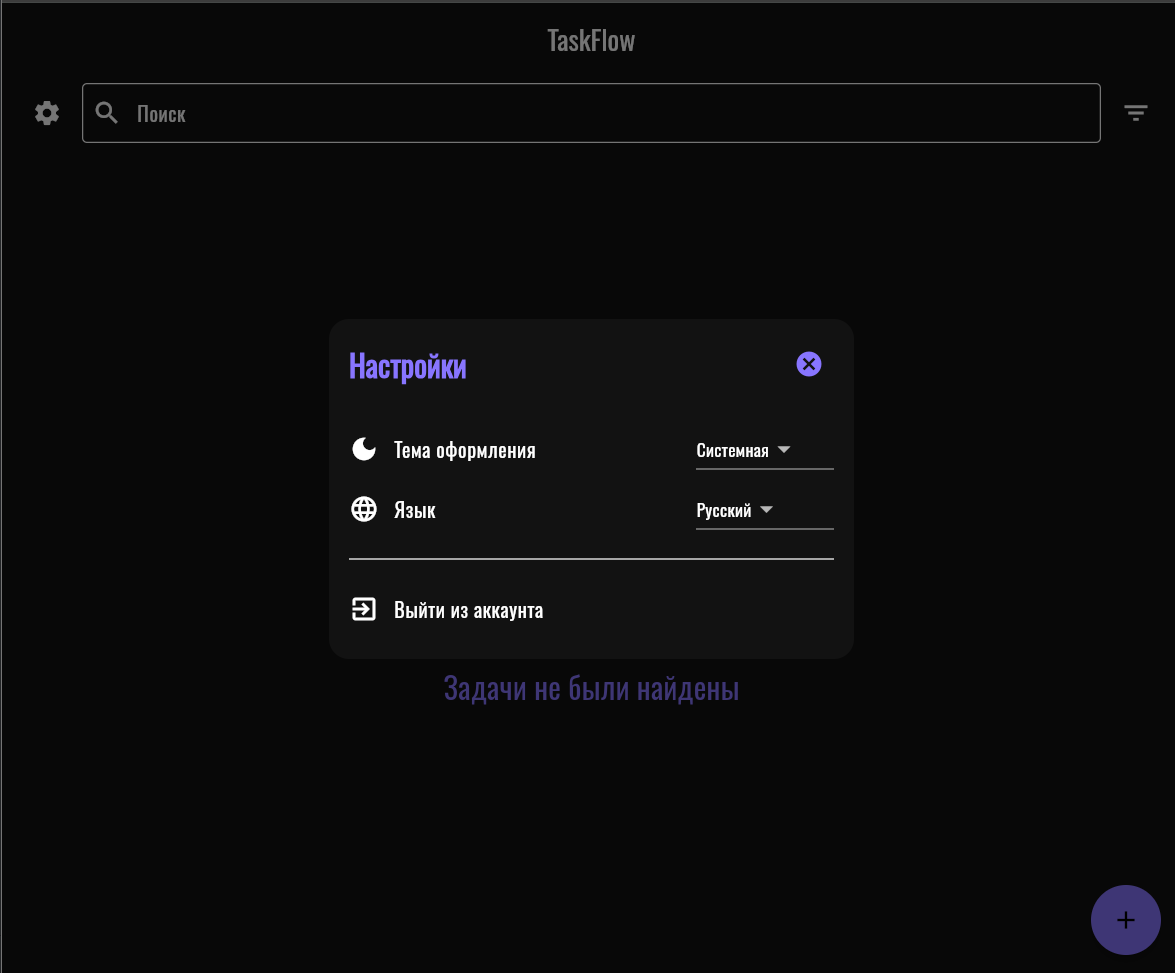 TaskFlow
Поиск
Настройки
Тема оформления
Системная
Язык
Русский
Выйти из аккаунта
Задачи не были найдены